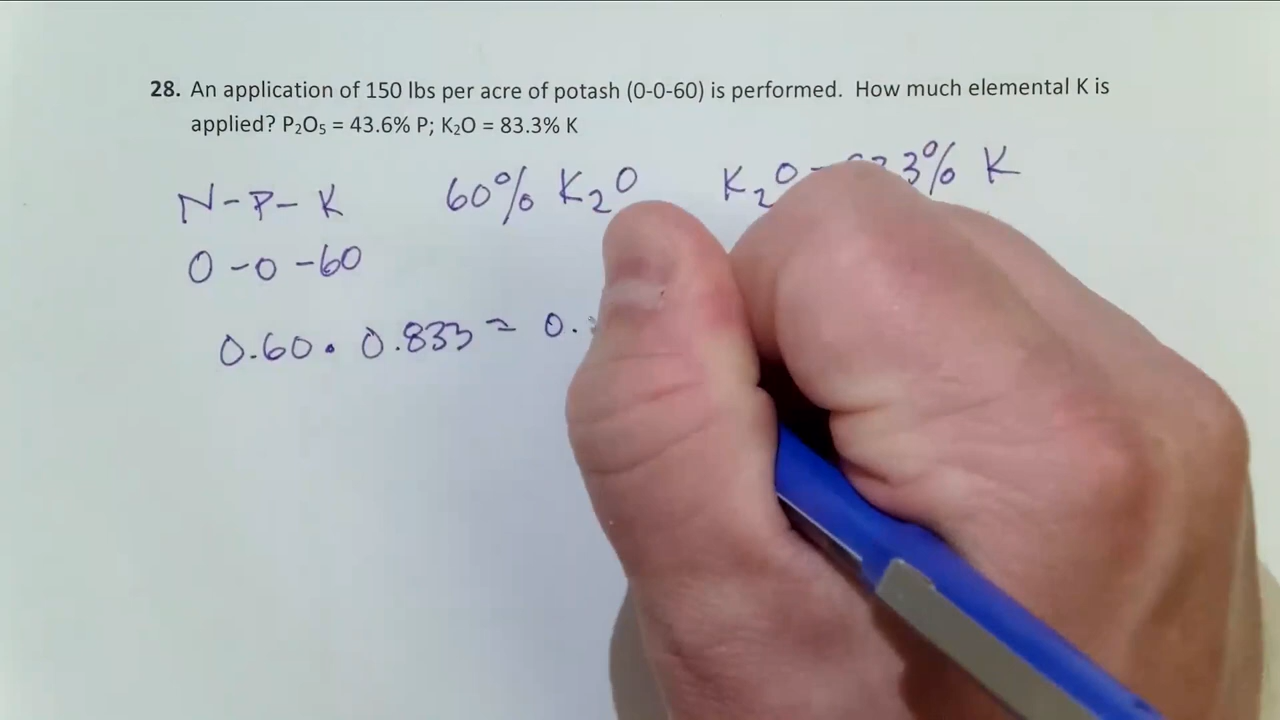 28. An application of 150 lbs per acre of potash (0-0-60) is performed. How much elemental K is
applied? P₂O₅ = 43.6% P; K₂O = 83.3% K
N-P-K 60% K₂O K₂O 3% K
0-0-60
0.60 • 0.833 = 0.